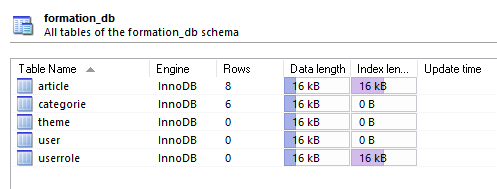 formation_db
All tables of the formation_db schema
Table Name Engine Rows Data length Index len... Update time
article InnoDB 8 16 kB 16 kB
categorie InnoDB 6 16 kB 0 B
theme InnoDB 0 16 kB 0 B
user InnoDB 0 16 kB 0 B
userrole InnoDB 0 16 kB 16 kB